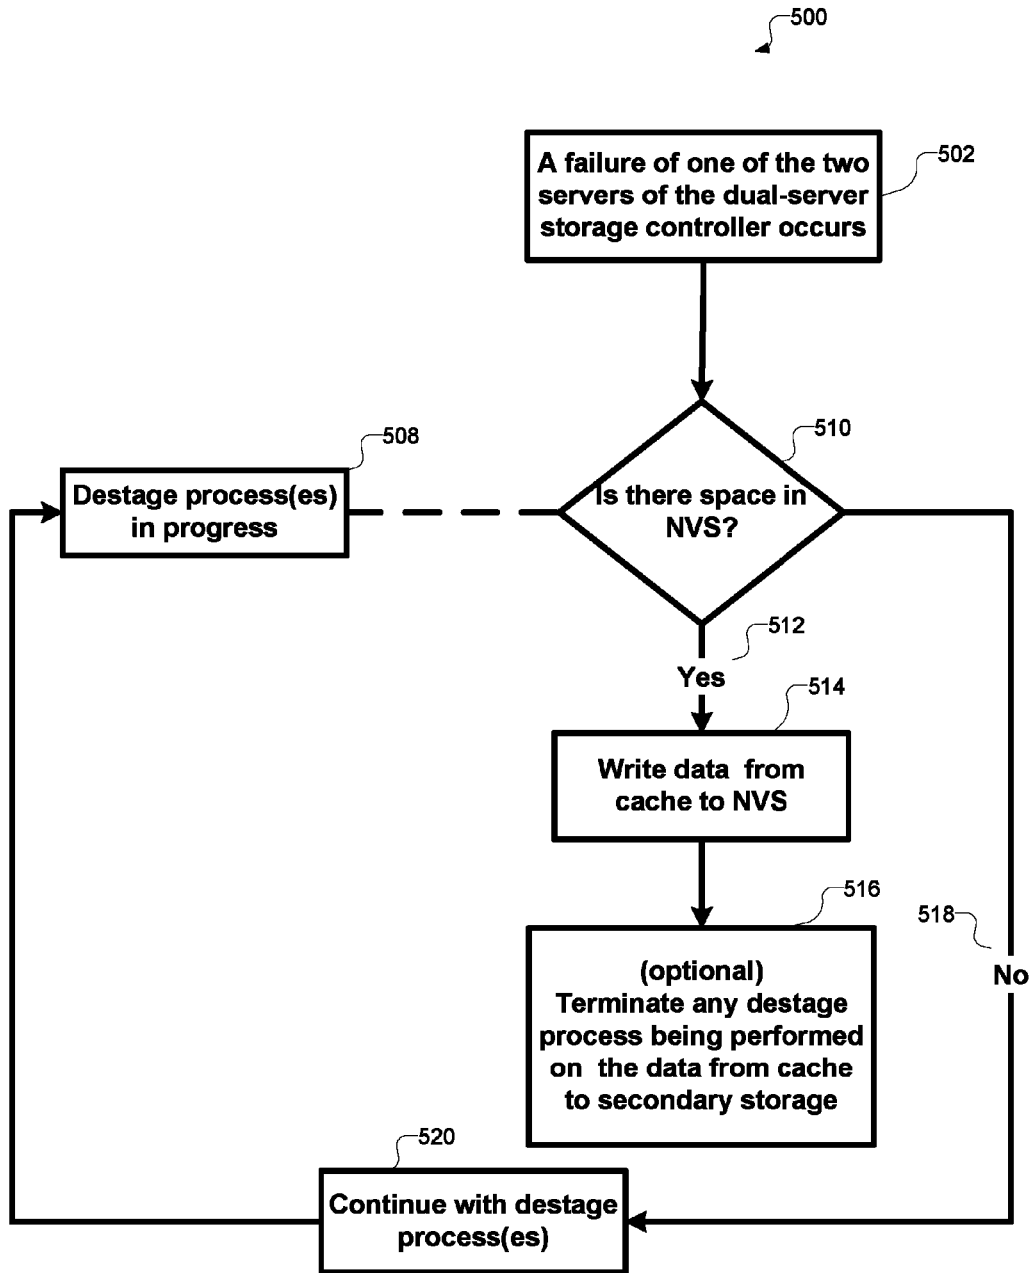 500
A failure of one of the two
servers of the dual-server
storage controller occurs
502
508
Destage process(es)
in progress
510
Is there space in
NVS?
512
Yes
514
Write data from
cache to NVS
516
(optional)
Terminate any destage
process being performed
on the data from cache
to secondary storage
518
No
520
Continue with destage
process(es)